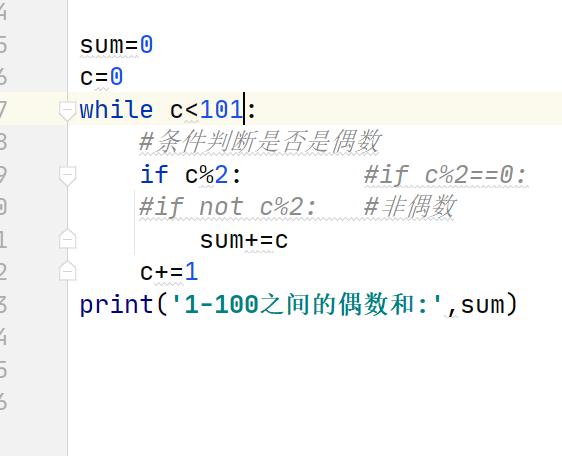 4
5 sum=0
6 c=0
7 while c<101:
8 #条件判断是否是偶数
9 if c%2: #if c%2==0:
0 #if not c%2: #非偶数
1 sum+=c
2 c+=1
3 print('1-100之间的偶数和:',sum)
4
5
6